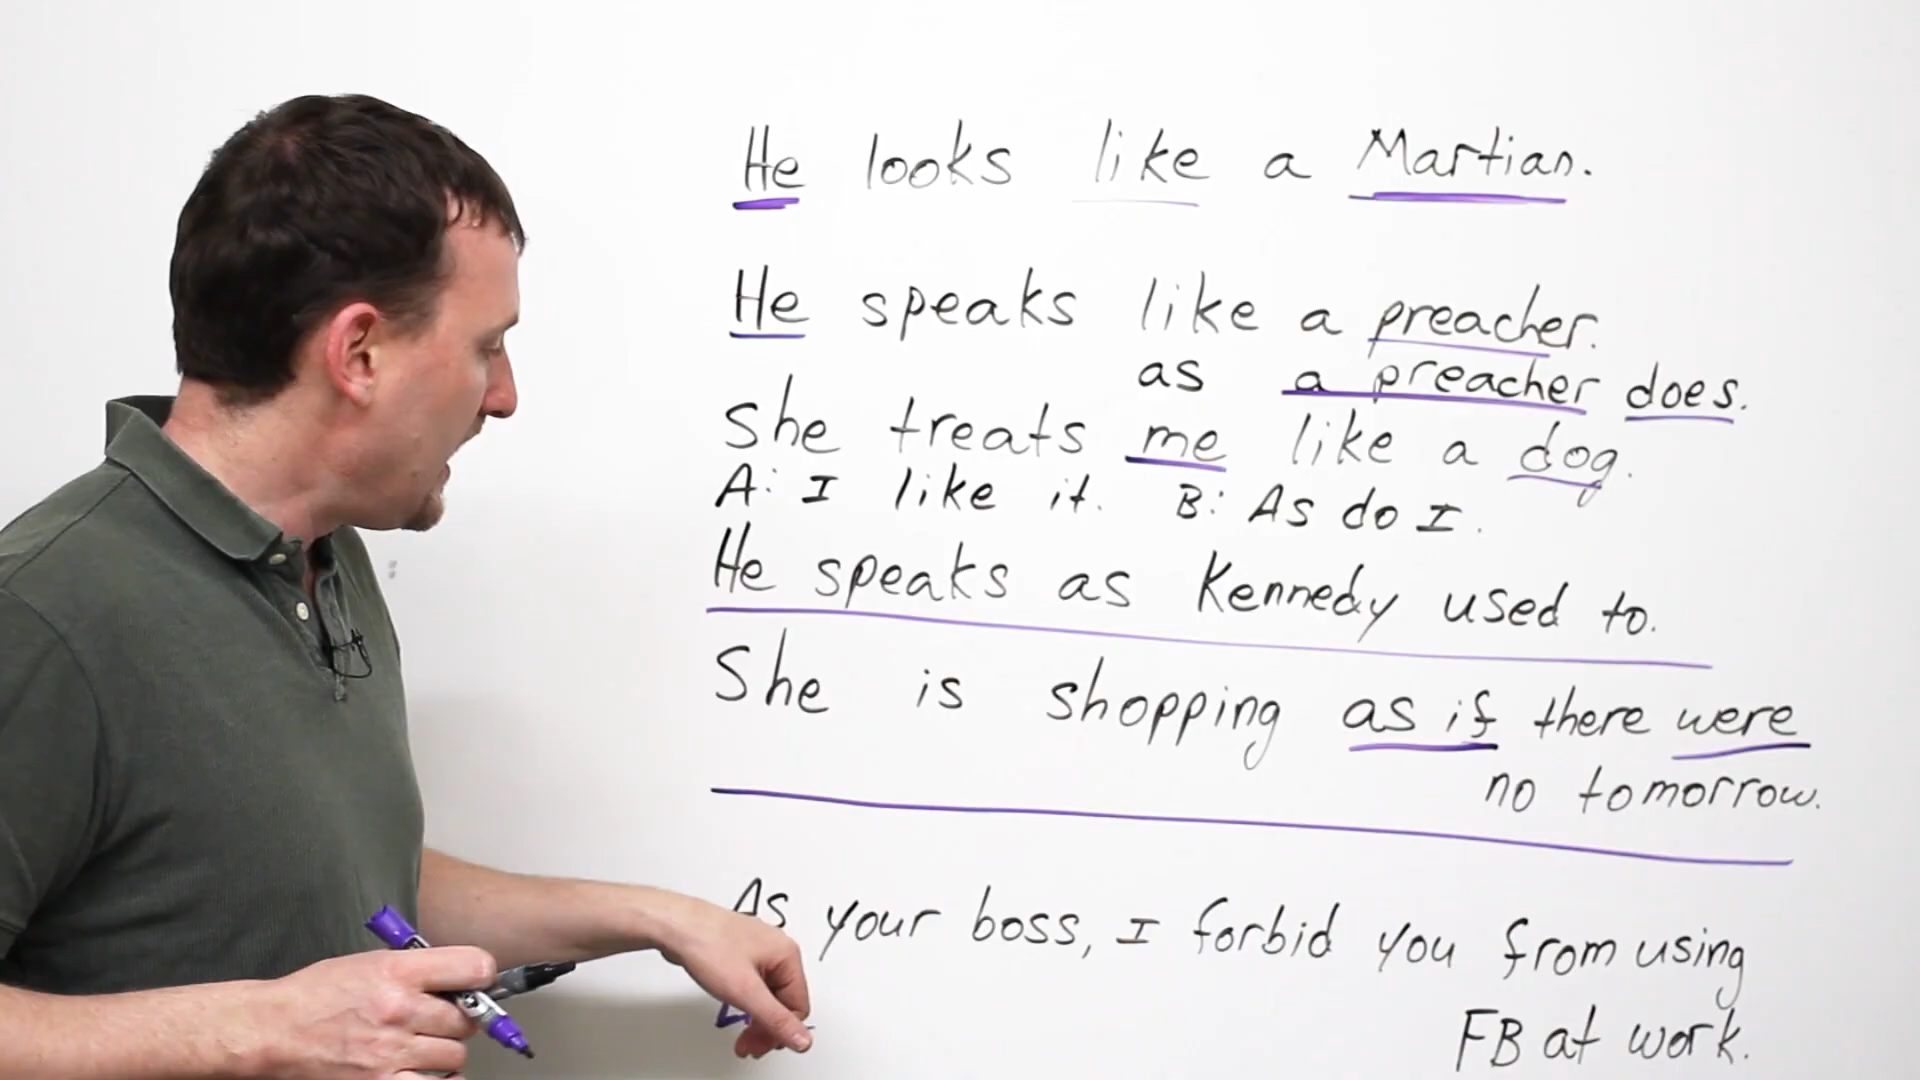 He looks like a Martian.
He speaks like a preacher.
as a preacher does.
She treats me like a dog.
A: I like it. B: As do I.
He speaks as Kennedy used to.
She is shopping as if there were
no tomorrow.
As your boss, I forbid you from using
FB at work.